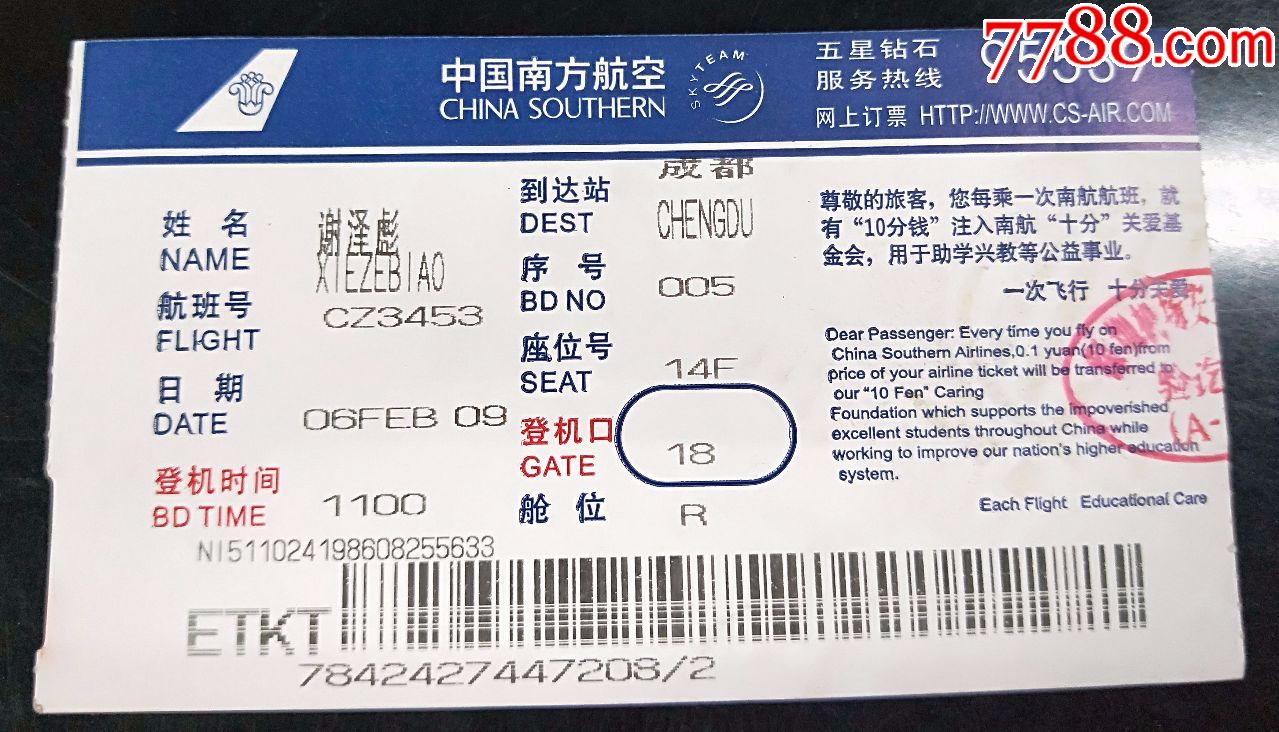 7788.com
中国南方航空
CHINA SOUTHERN
SKYTEAM
五星钻石
服务热线
网上订票 HTTP://WWW.CS-AIR.COM
姓 名 谢泽彪
NAME XIEZEBIAO
航班号
FLIGHT CZ3453
日 期
DATE 06FEB 09
登机时间
BD TIME 1100
到达站 成都
DEST CHENGDU
序 号
BD NO 005
座位号
SEAT 14F
登机口
GATE 18
舱 位 R
尊敬的旅客，您每乘一次南航航班，就
有“10分钱”注入南航“十分”关爱基
金会，用于助学兴教等公益事业。
一次飞行 十分关爱
Dear Passenger: Every time you fly on
China Southern Airlines,0.1 yuan(10 fen)from
price of your airline ticket will be transferred to
our “10 Fen” Caring
Foundation which supports the impoverished
excellent students throughout China while
working to improve our nation's higher education
system.
Each Flight Educational Care
验讫
(A-
NI511024198608255633
ETKT
7842427447208/2